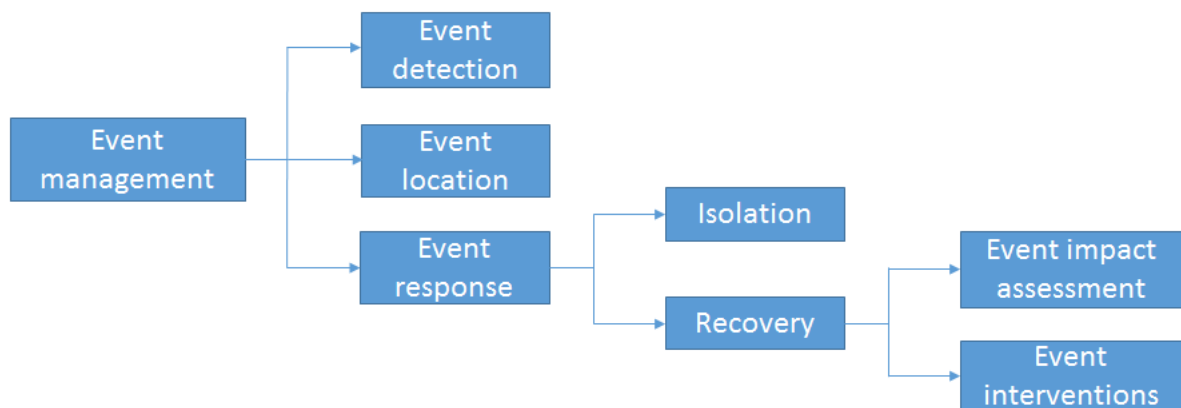 Event
detection
Event
management
Event
location
Isolation
Event
response
Event impact
assessment
Recovery
Event
interventions